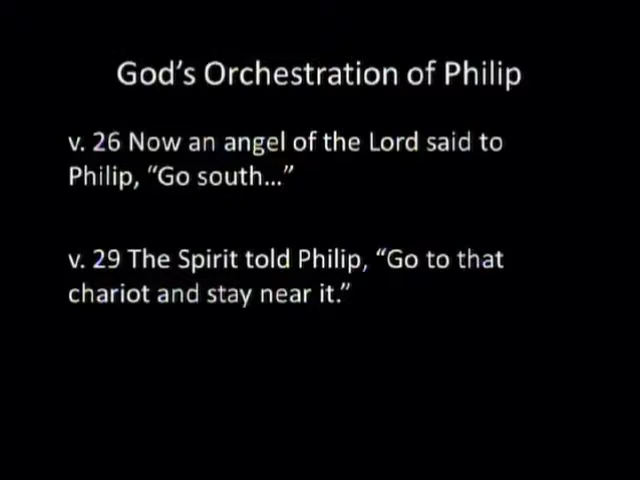 God’s Orchestration of Philip
v. 26 Now an angel of the Lord said to
Philip, “Go south…”
v. 29 The Spirit told Philip, “Go to that
chariot and stay near it.”